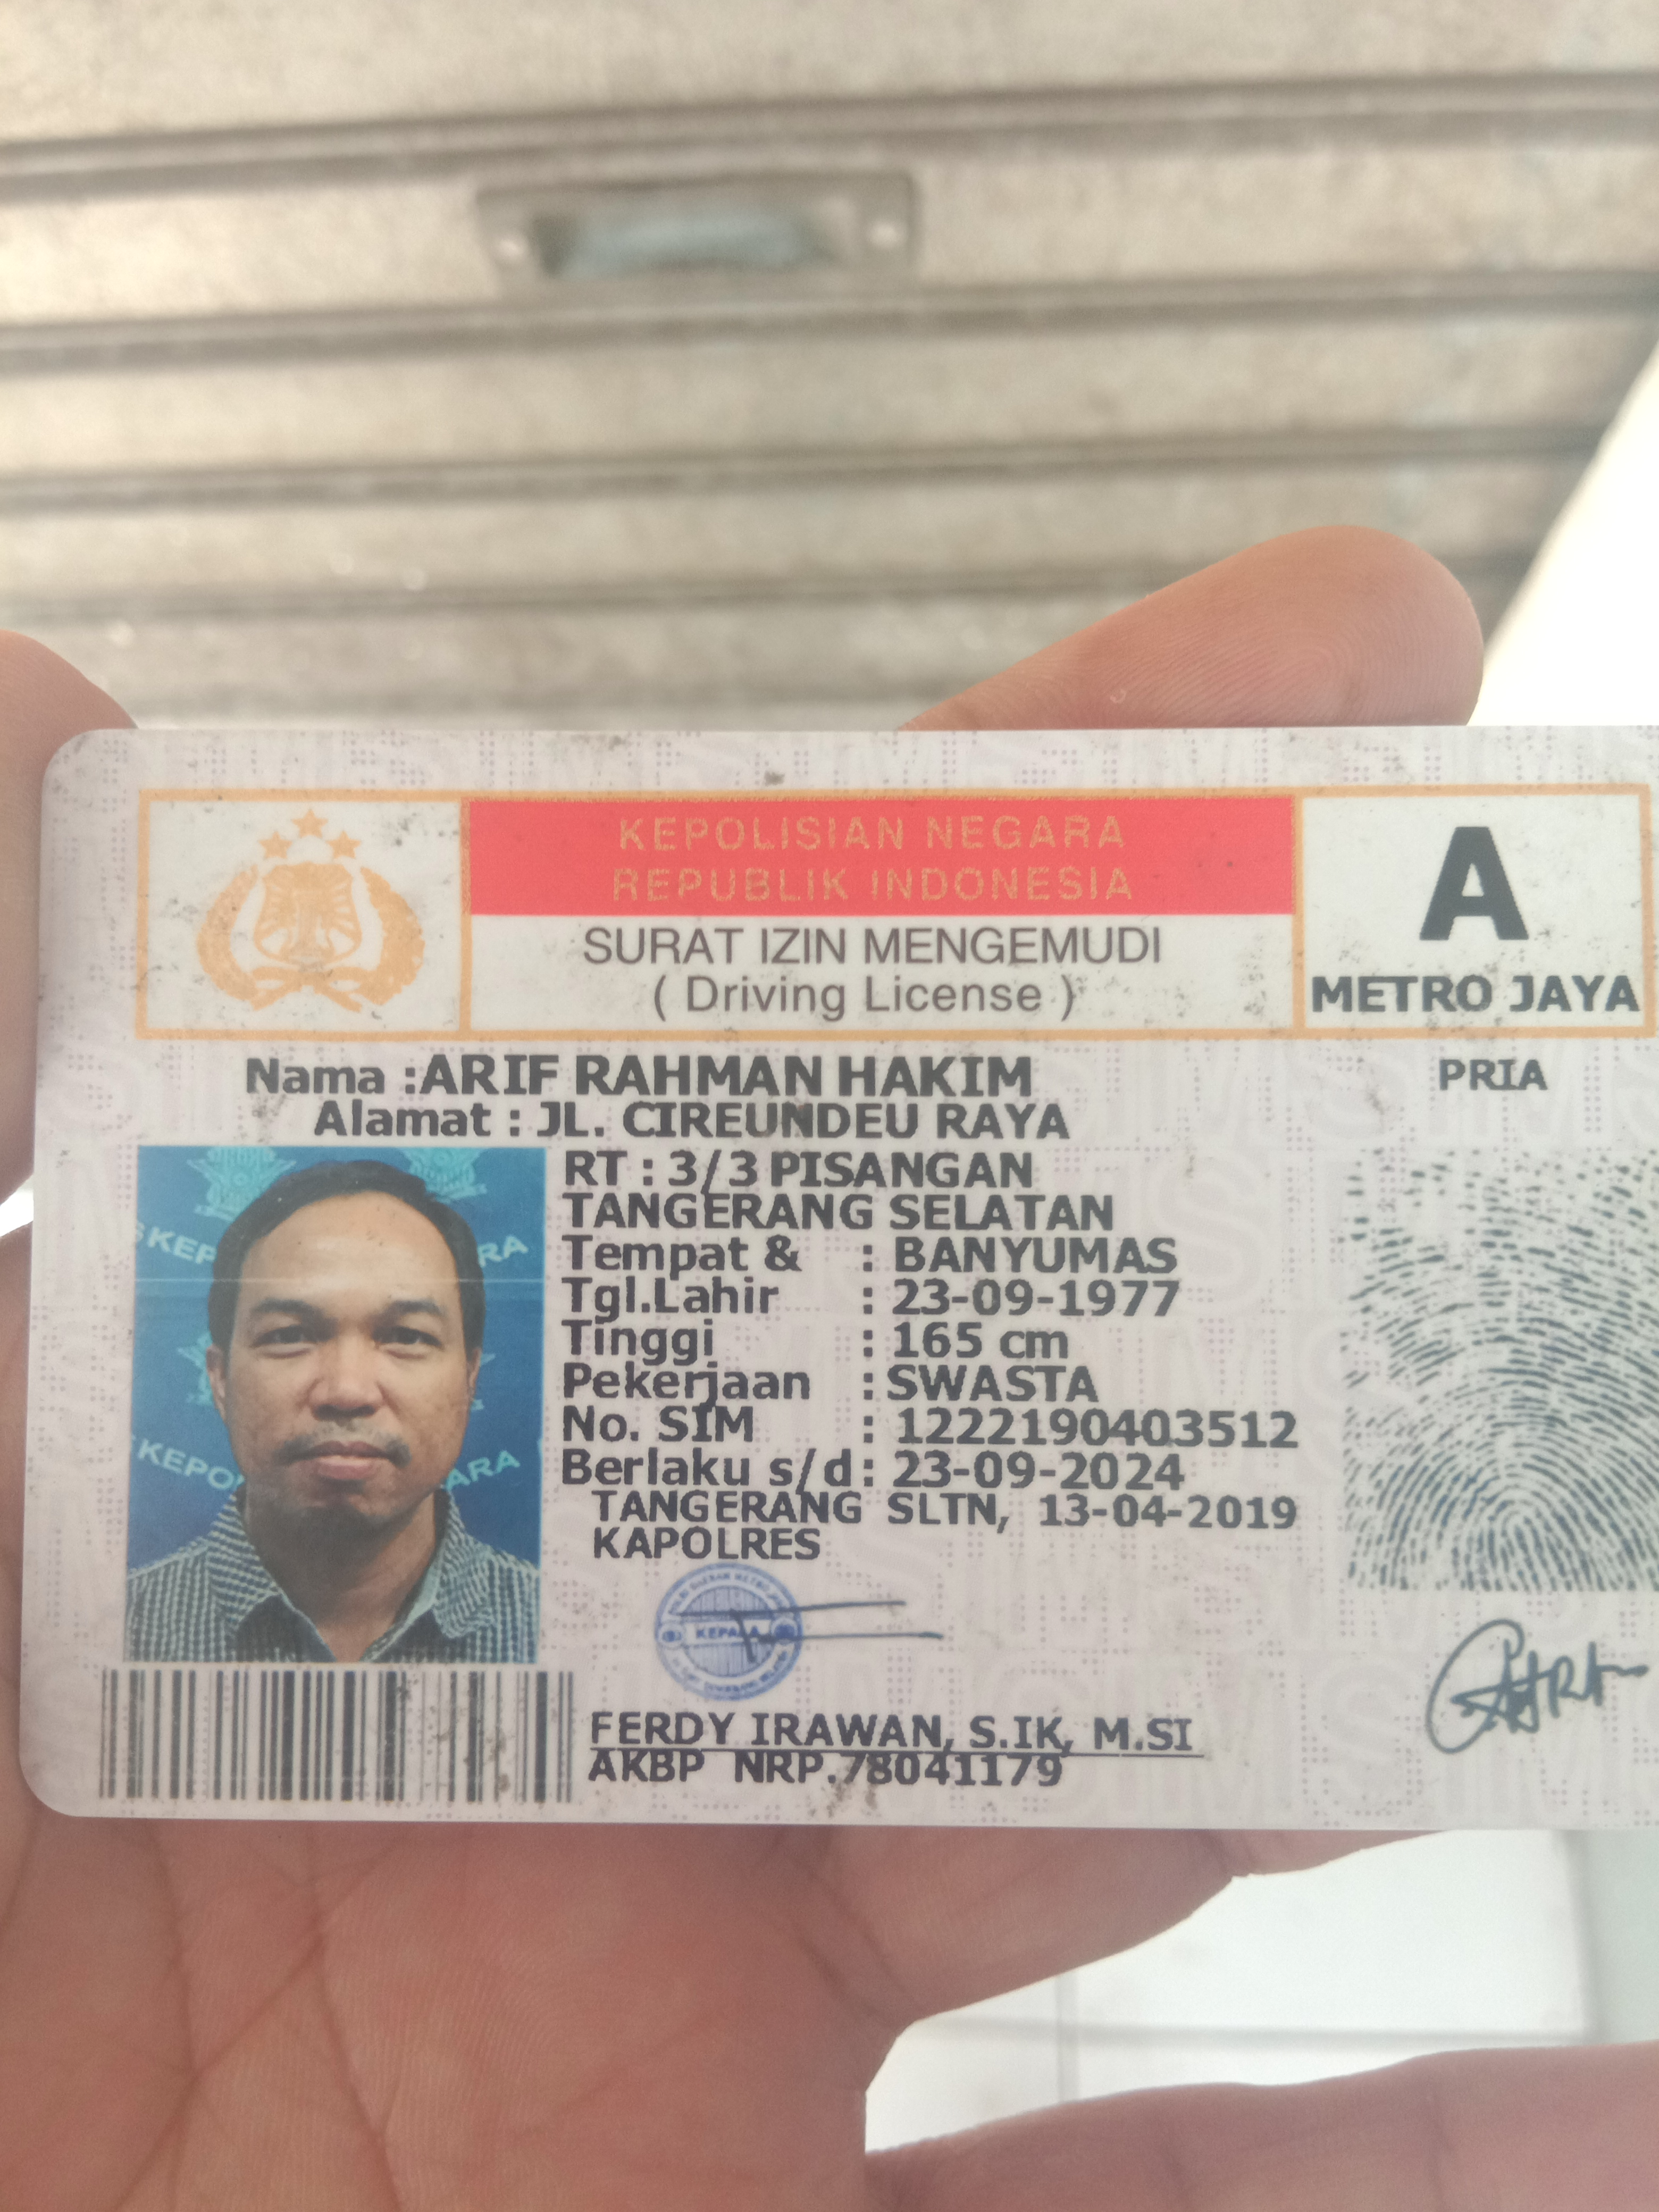 KEPOLISIAN NEGARA
REPUBLIK INDONESIA
SURAT IZIN MENGEMUDI
( Driving License )
A
METRO JAYA
Nama :ARIF RAHMAN HAKIM
PRIA
Alamat : JL. CIREUNDEU RAYA
RT : 3/3 PISANGAN
TANGERANG SELATAN
Tempat & : BANYUMAS
Tgl.Lahir : 23-09-1977
Tinggi : 165 cm
Pekerjaan : SWASTA
No. SIM : 1222190403512
Berlaku s/d : 23-09-2024
TANGERANG SLTN, 13-04-2019
KAPOLRES
KEPALA
FERDY IRAWAN, S.IK, M.SI
AKBP NRP.78041179